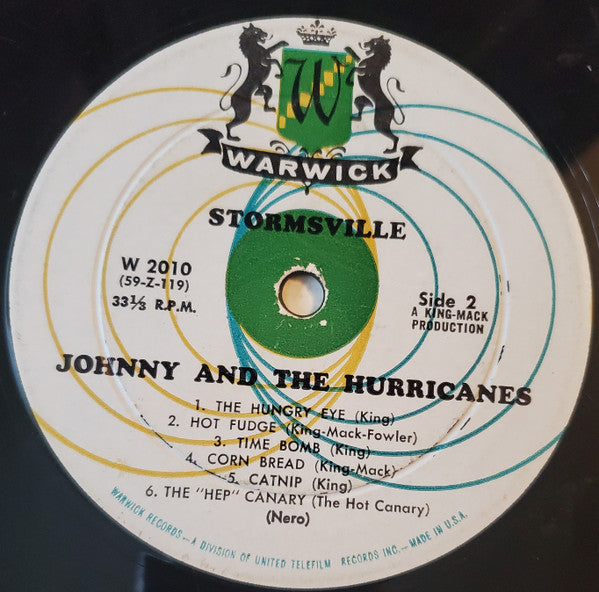 W
WARWICK
STORMSVILLE
W 2010
(59-Z-119)
33⅓ R.P.M.
Side 2
A KING-MACK
PRODUCTION
JOHNNY AND THE HURRICANES
1. THE HUNGRY EYE (King)
2. HOT FUDGE (King-Mack-Fowler)
3. TIME BOMB (King)
4. CORN BREAD (King-Mack)
5. CATNIP (King)
6. THE "HEP" CANARY (The Hot Canary)
(Nero)
WARWICK RECORDS—A DIVISION OF UNITED TELEFILM RECORDS INC.—MADE IN U.S.A.